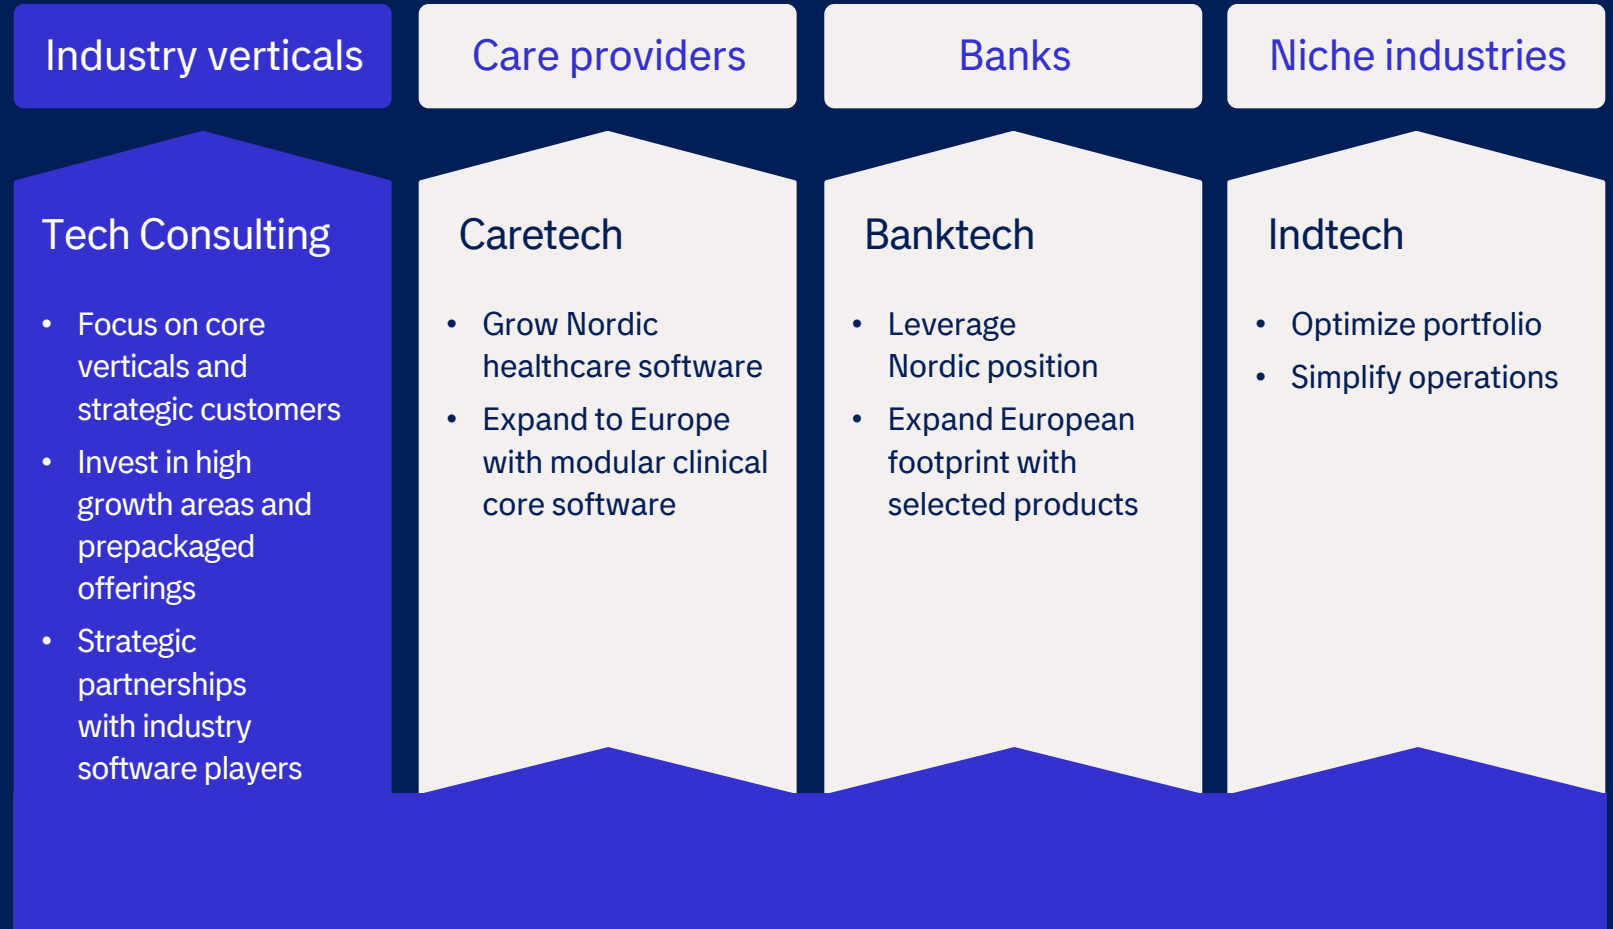 Industry verticals
Care providers
Banks
Niche industries
Tech Consulting
• Focus on core
verticals and
strategic customers
• Invest in high
growth areas and
prepackaged
offerings
• Strategic
partnerships
with industry
software players
Caretech
• Grow Nordic
healthcare software
• Expand to Europe
with modular clinical
core software
Banktech
• Leverage
Nordic position
• Expand European
footprint with
selected products
Indtech
• Optimize portfolio
• Simplify operations